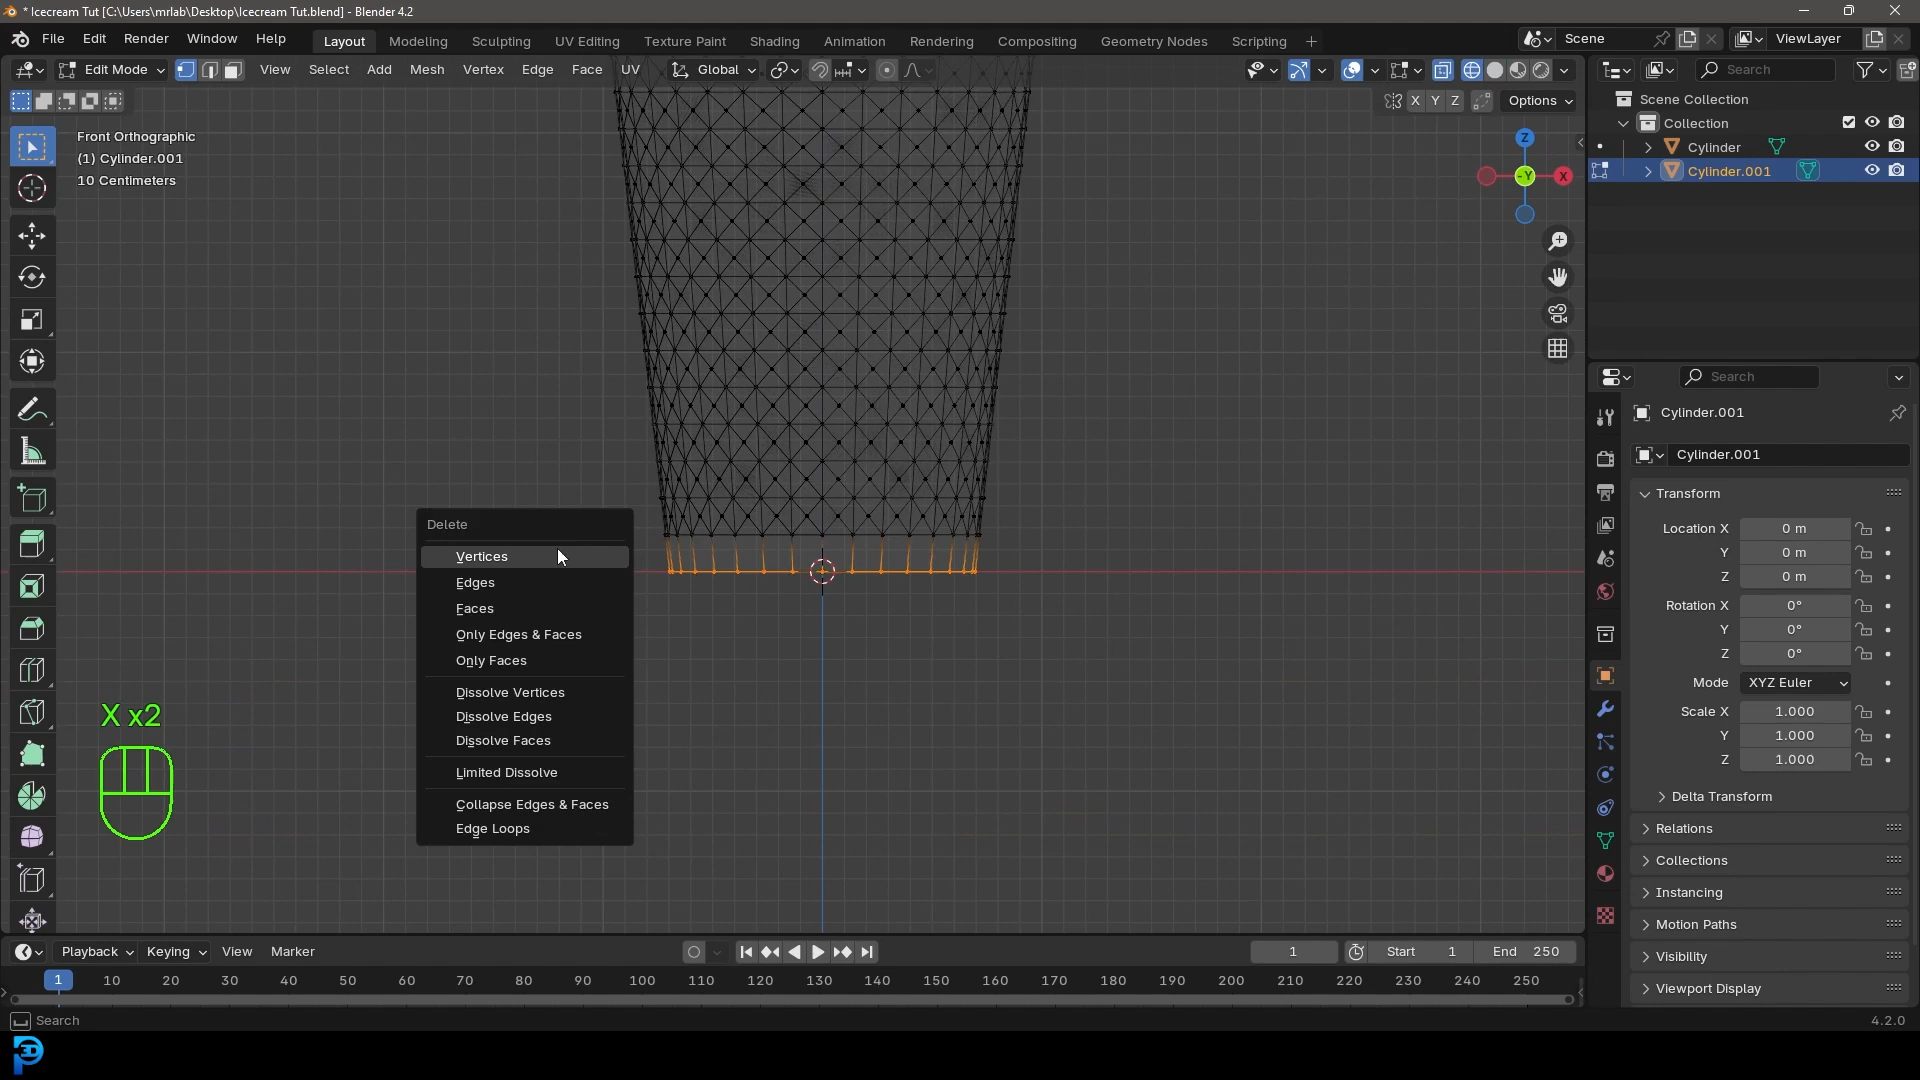 * Icecream Tut [C:\Users\mrlab\Desktop\Icecream Tut.blend] - Blender 4.2
File Edit Render Window Help Layout Modeling Sculpting UV Editing Texture Paint Shading Animation Rendering Compositing Geometry Nodes Scripting + Scene ViewLayer
Edit Mode View Select Add Mesh Vertex Edge Face UV Global Search
X Y Z Options Scene Collection
Collection
Front Orthographic
(1) Cylinder.001
10 Centimeters
Z
-Y X
Cylinder
Cylinder.001
Search
Cylinder.001
Cylinder.001
Transform
Location X 0 m
Y 0 m
Z 0 m
Rotation X 0°
Y 0°
Z 0°
Mode XYZ Euler
Scale X 1.000
Y 1.000
Z 1.000
Delta Transform
Relations
Collections
Instancing
Motion Paths
Visibility
Viewport Display
Delete
Vertices
Edges
Faces
Only Edges & Faces
Only Faces
Dissolve Vertices
Dissolve Edges
Dissolve Faces
Limited Dissolve
Collapse Edges & Faces
Edge Loops
X x2
Playback Keying View Marker 1 Start 1 End 250
1 10 20 30 40 50 60 70 80 90 100 110 120 130 140 150 160 170 180 190 200 210 220 230 240 250
Search 4.2.0
3D